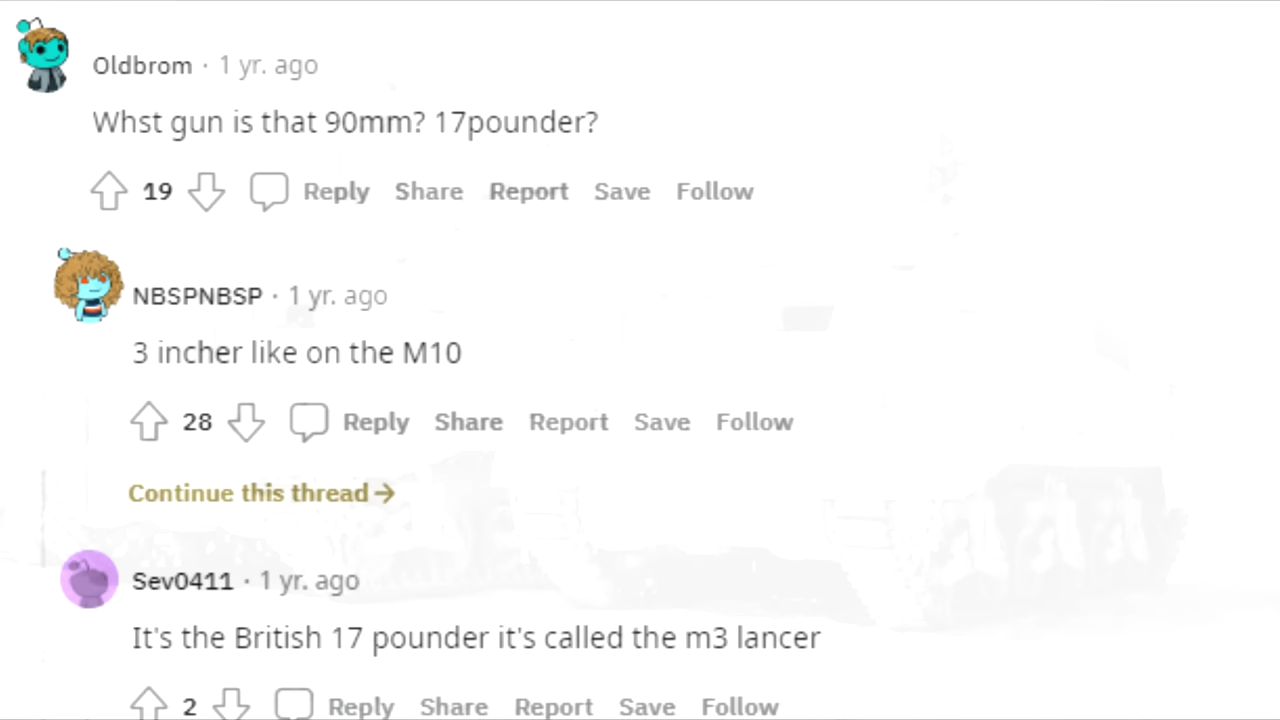 Oldbrom · 1 yr. ago
Whst gun is that 90mm? 17pounder?
19 Reply Share Report Save Follow
NBSPNBSP · 1 yr. ago
3 incher like on the M10
28 Reply Share Report Save Follow
Continue this thread →
Sev0411 · 1 yr. ago
It's the British 17 pounder it's called the m3 lancer
2 Reply Share Report Save Follow